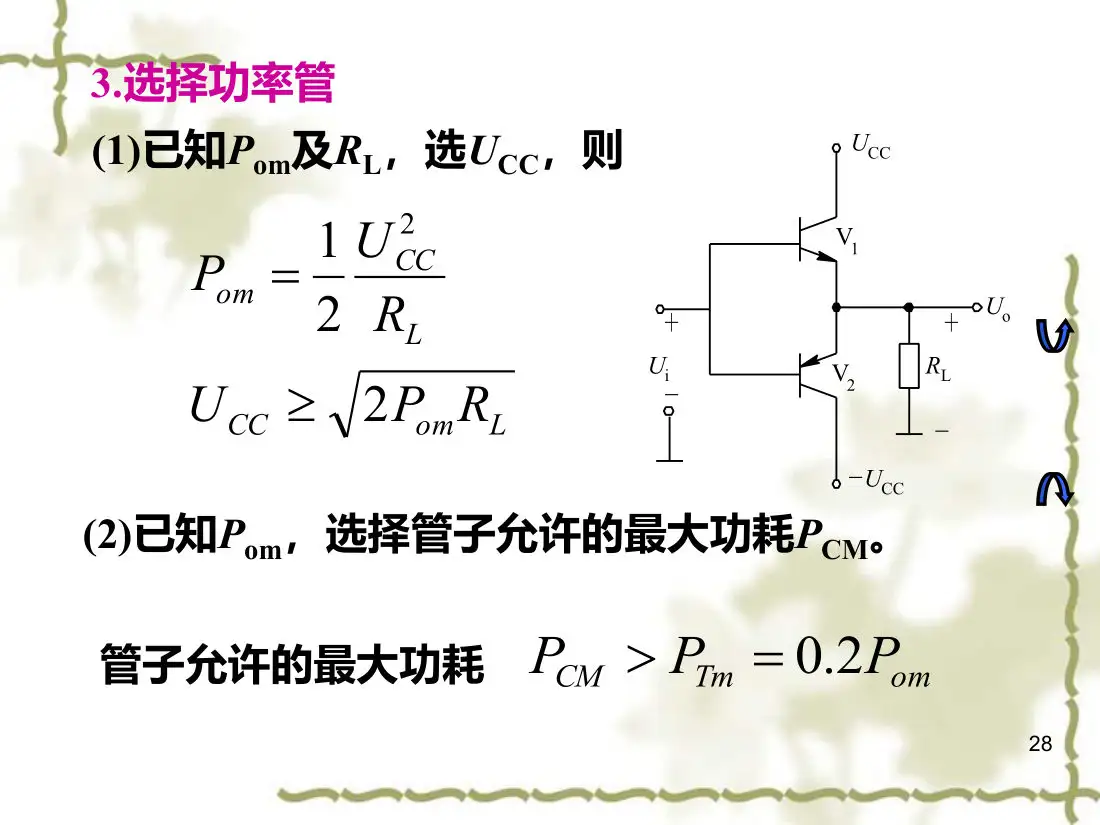 3.选择功率管
(1)已知Pom及RL，选UCC，则
Pom = 1/2 U²CC/RL
UCC ≥ √2PomRL
UCC
V1
+
Ui
−
V2
Uo
+
RL
−
−UCC
(2)已知Pom，选择管子允许的最大功耗PCM。
管子允许的最大功耗 PCM > PTm = 0.2Pom
28